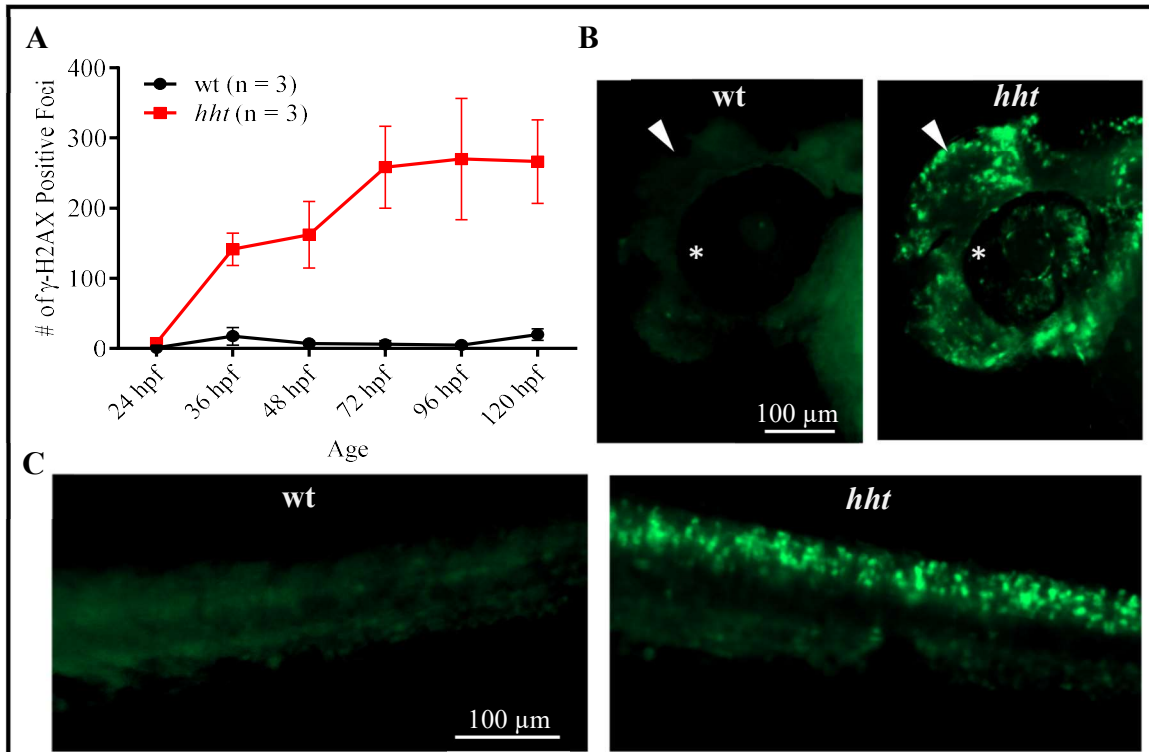 A
# of γ-H2AX Positive Foci
400
300
200
100
0
wt (n = 3)
hht (n = 3)
24 hpf
36 hpf
48 hpf
72 hpf
96 hpf
120 hpf
Age
B
wt
*
100 µm
hht
*
C
wt
100 µm
hht